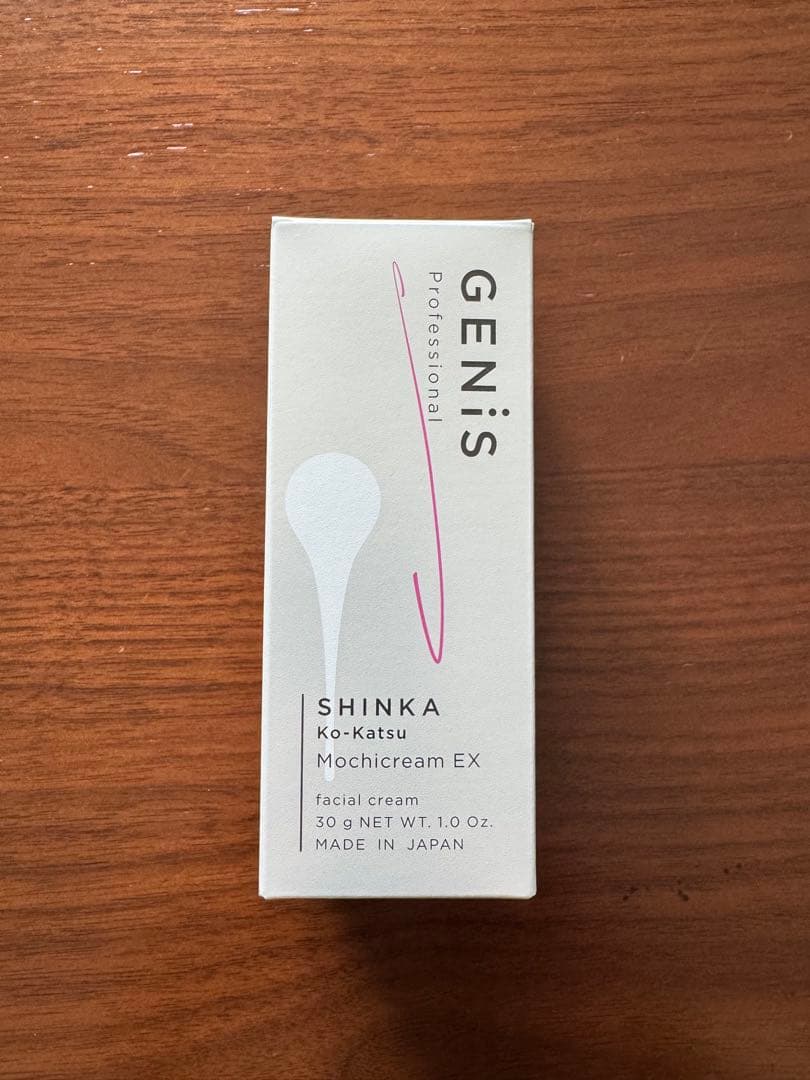 GENiS
Professional
SHINKA
Ko-Katsu
Mochicream EX
facial cream
30 g NET WT. 1.0 Oz.
MADE IN JAPAN